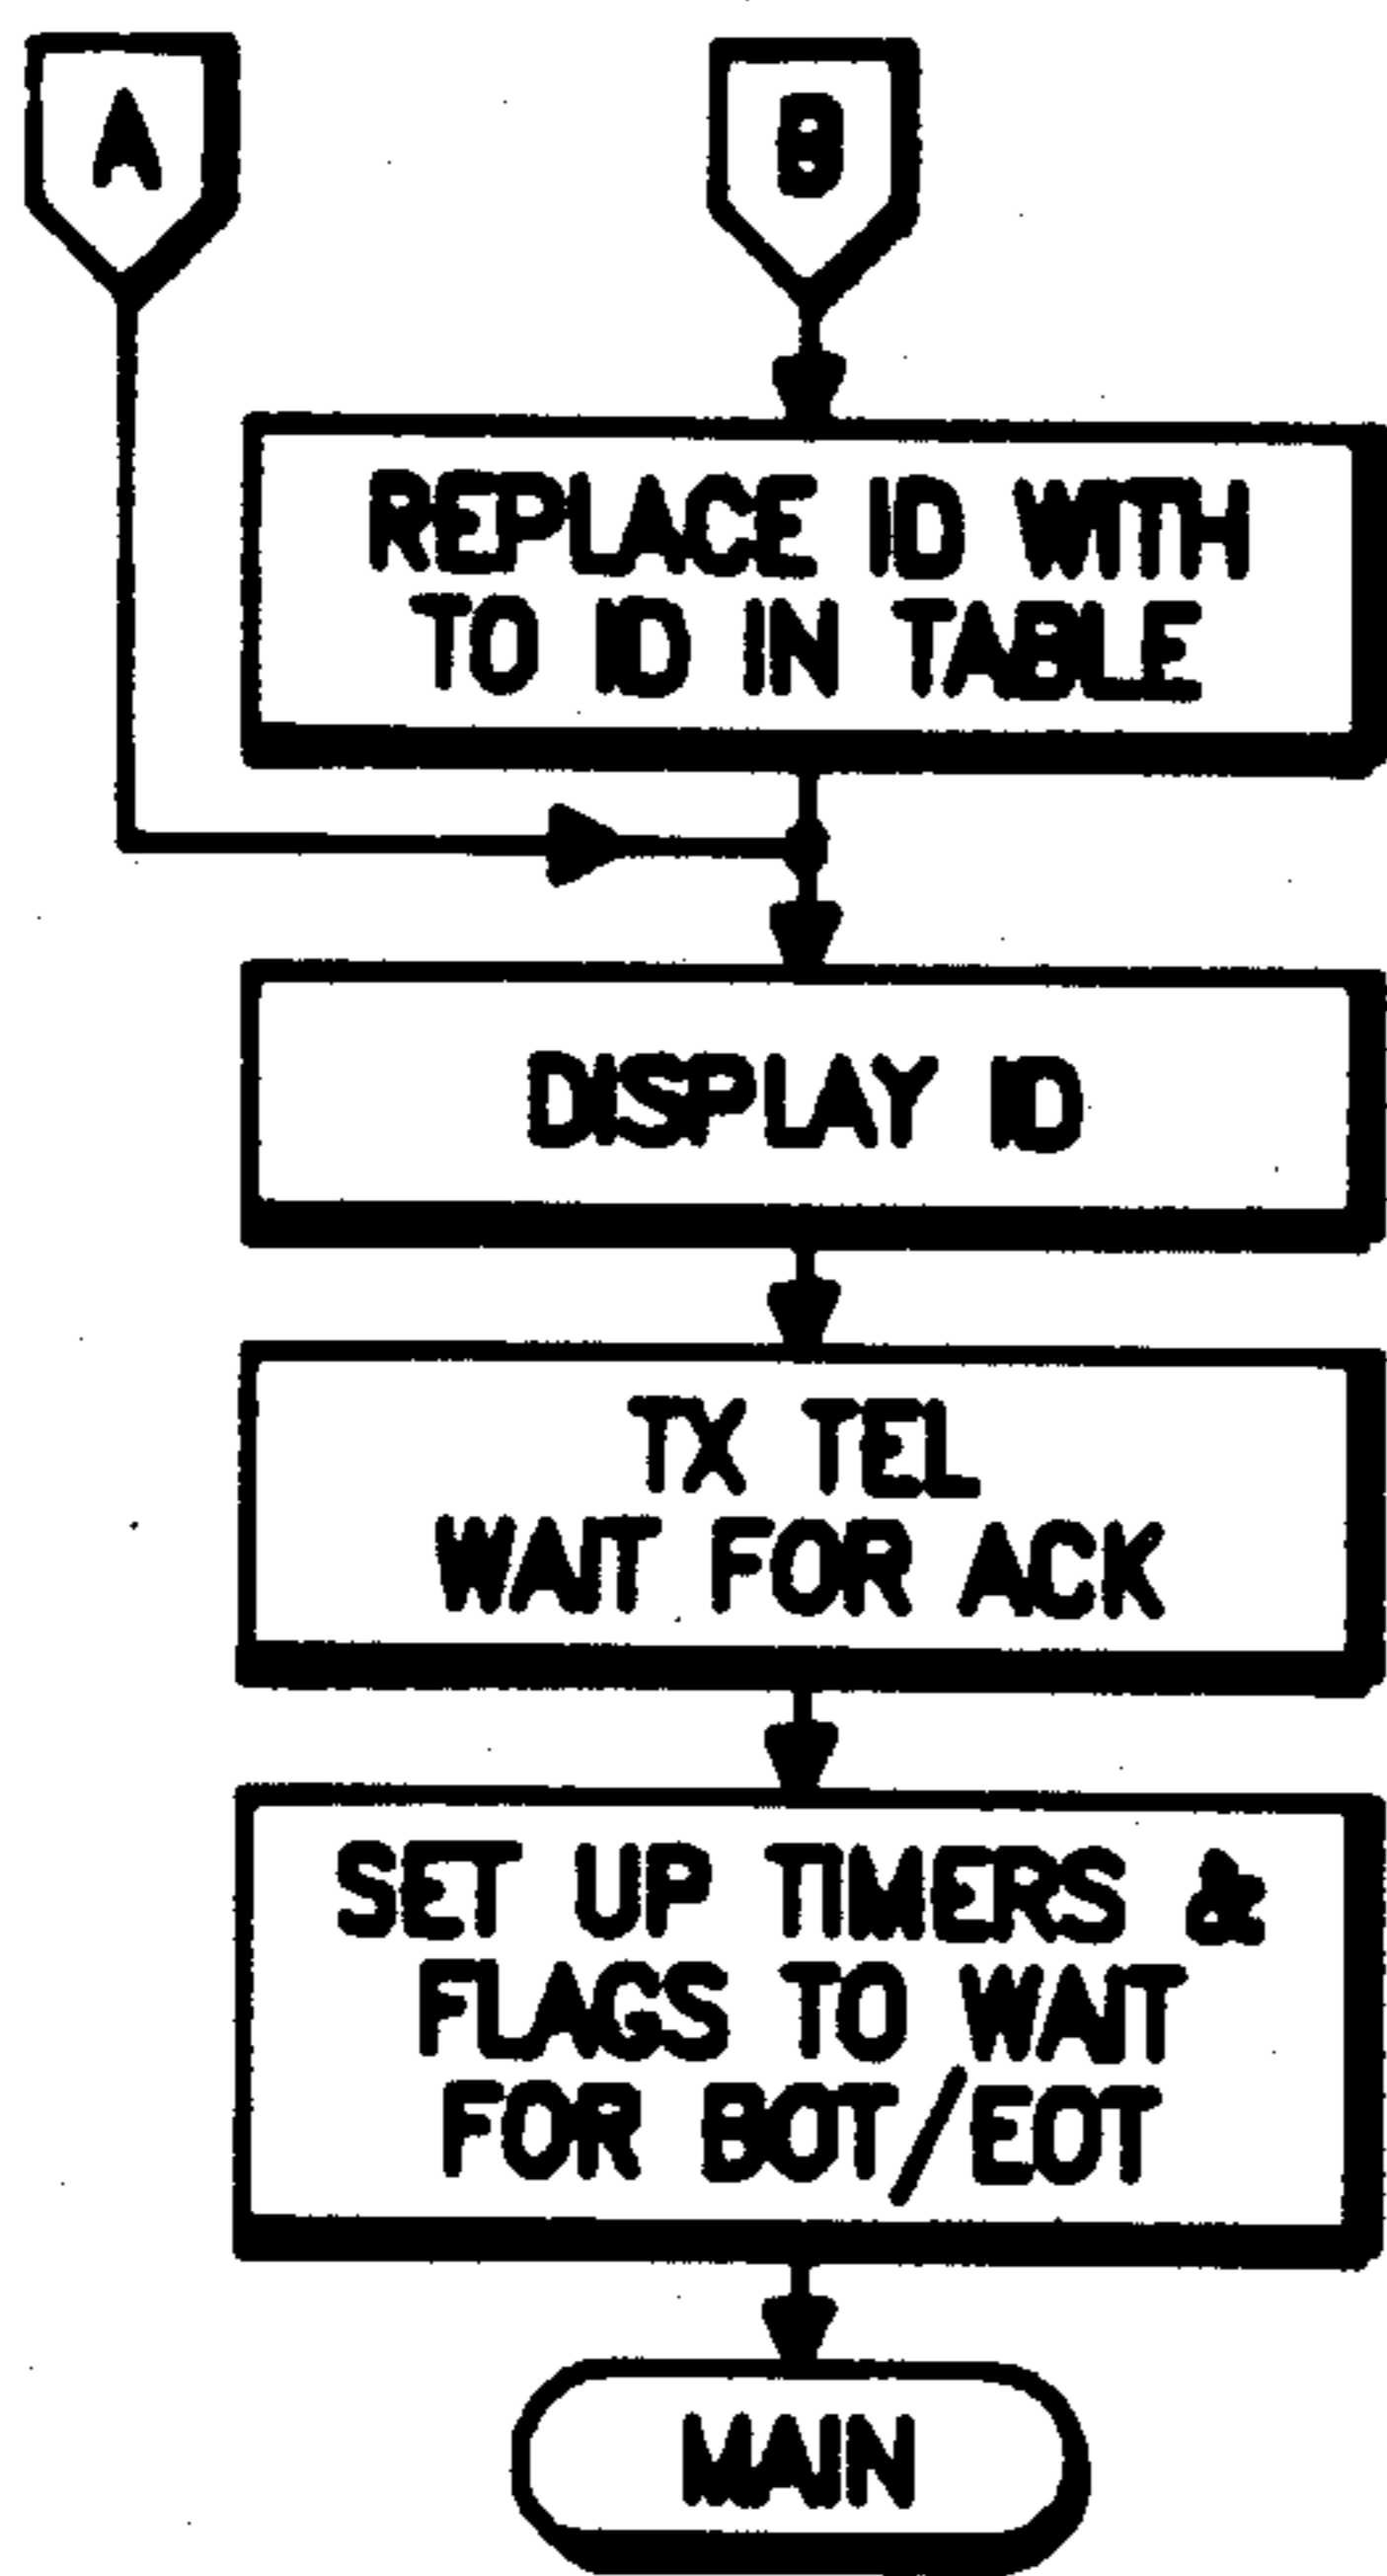 A
B
REPLACE ID WITH
TO ID IN TABLE
DISPLAY ID
TX TEL
WAIT FOR ACK
SET UP TIMERS &
FLAGS TO WAIT
FOR BOT/EOT
MAIN